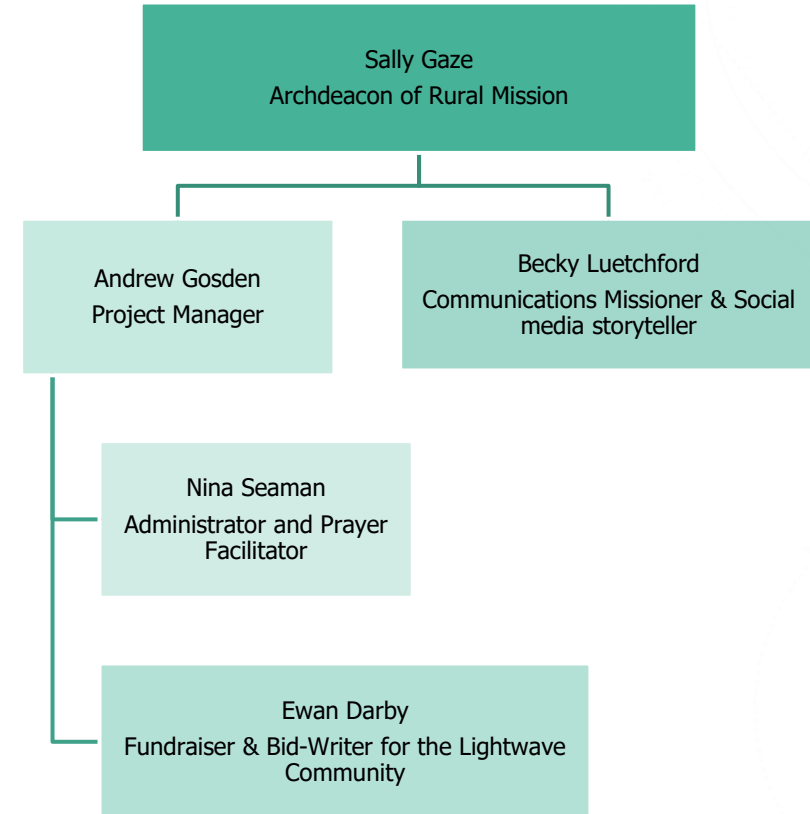 Sally Gaze
Archdeacon of Rural Mission
Andrew Gosden
Project Manager
Becky Luetchford
Communications Missioner & Social
media storyteller
Nina Seaman
Administrator and Prayer
Facilitator
Ewan Darby
Fundraiser & Bid-Writer for the Lightwave
Community